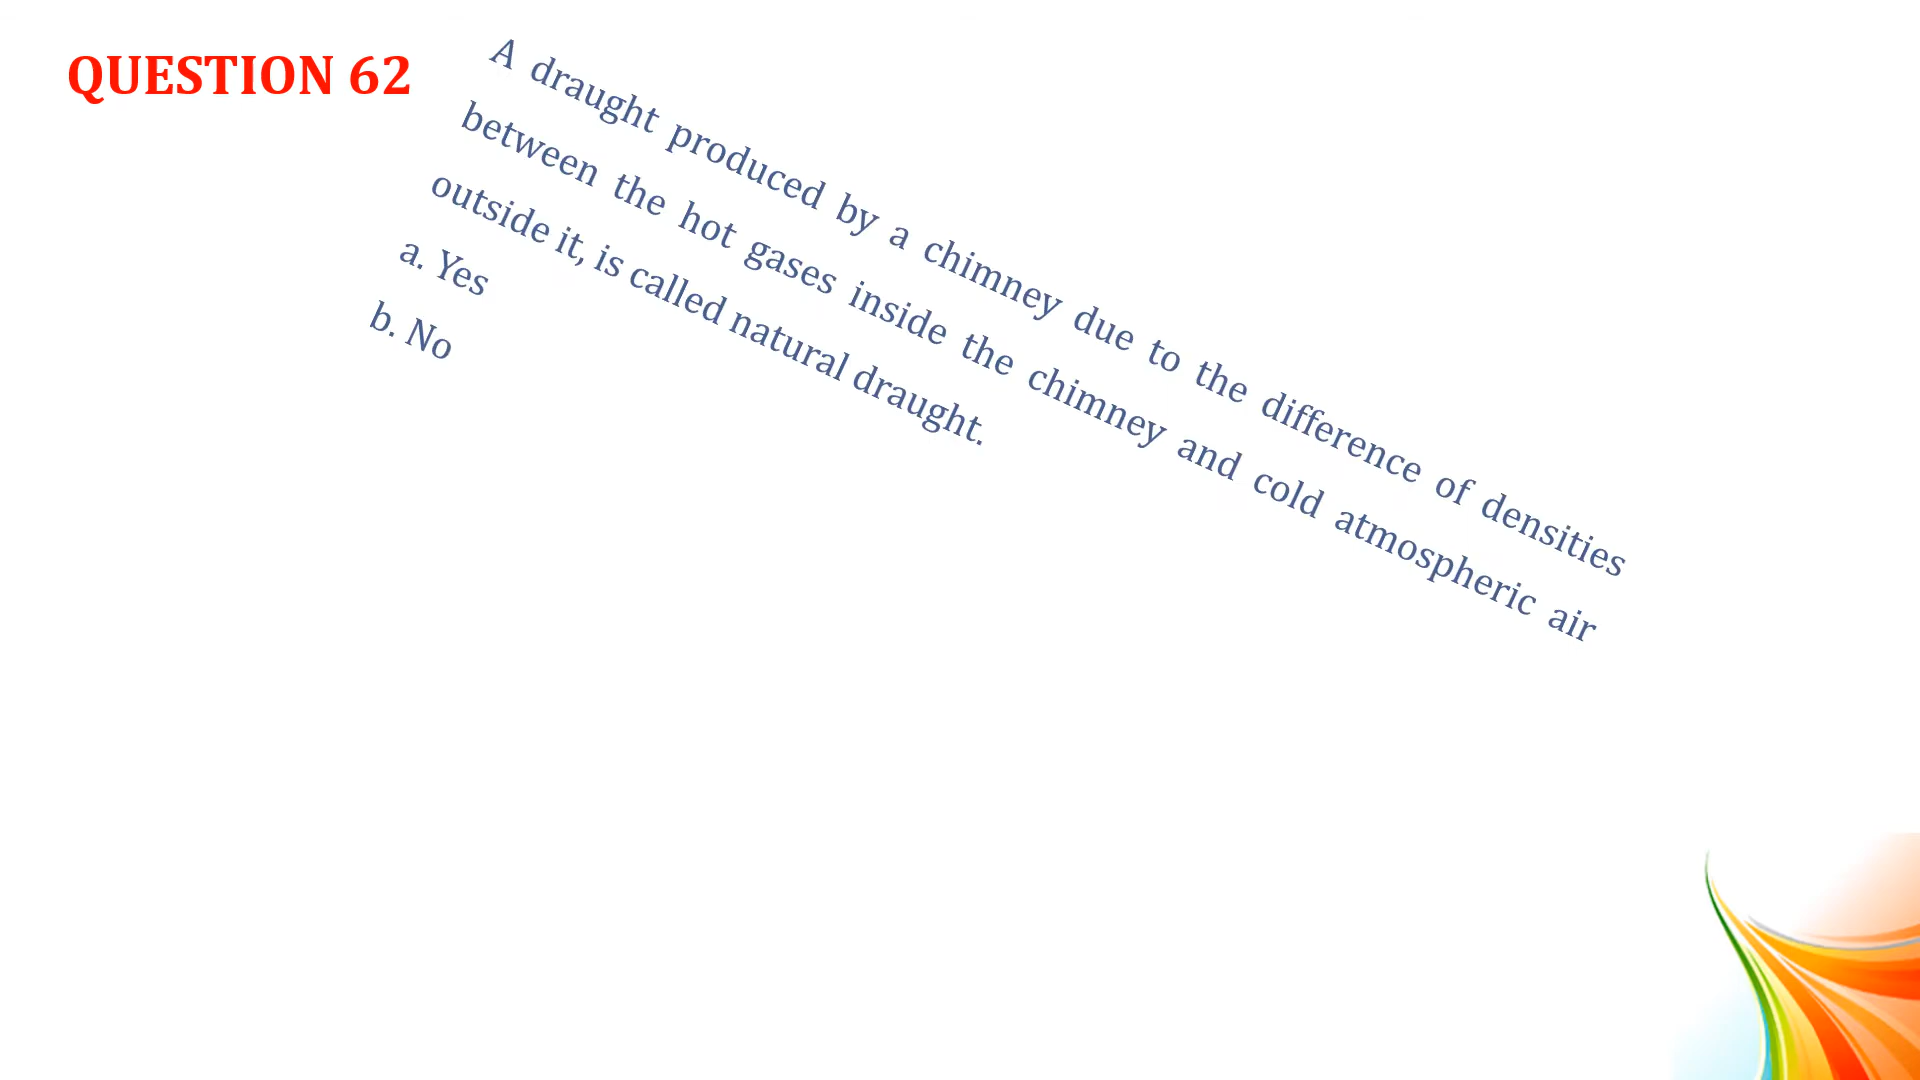 QUESTION 62
A draught produced by a chimney due to the difference of densities
between the hot gases inside the chimney and cold atmospheric air
outside it, is called natural draught.
a. Yes
b. No